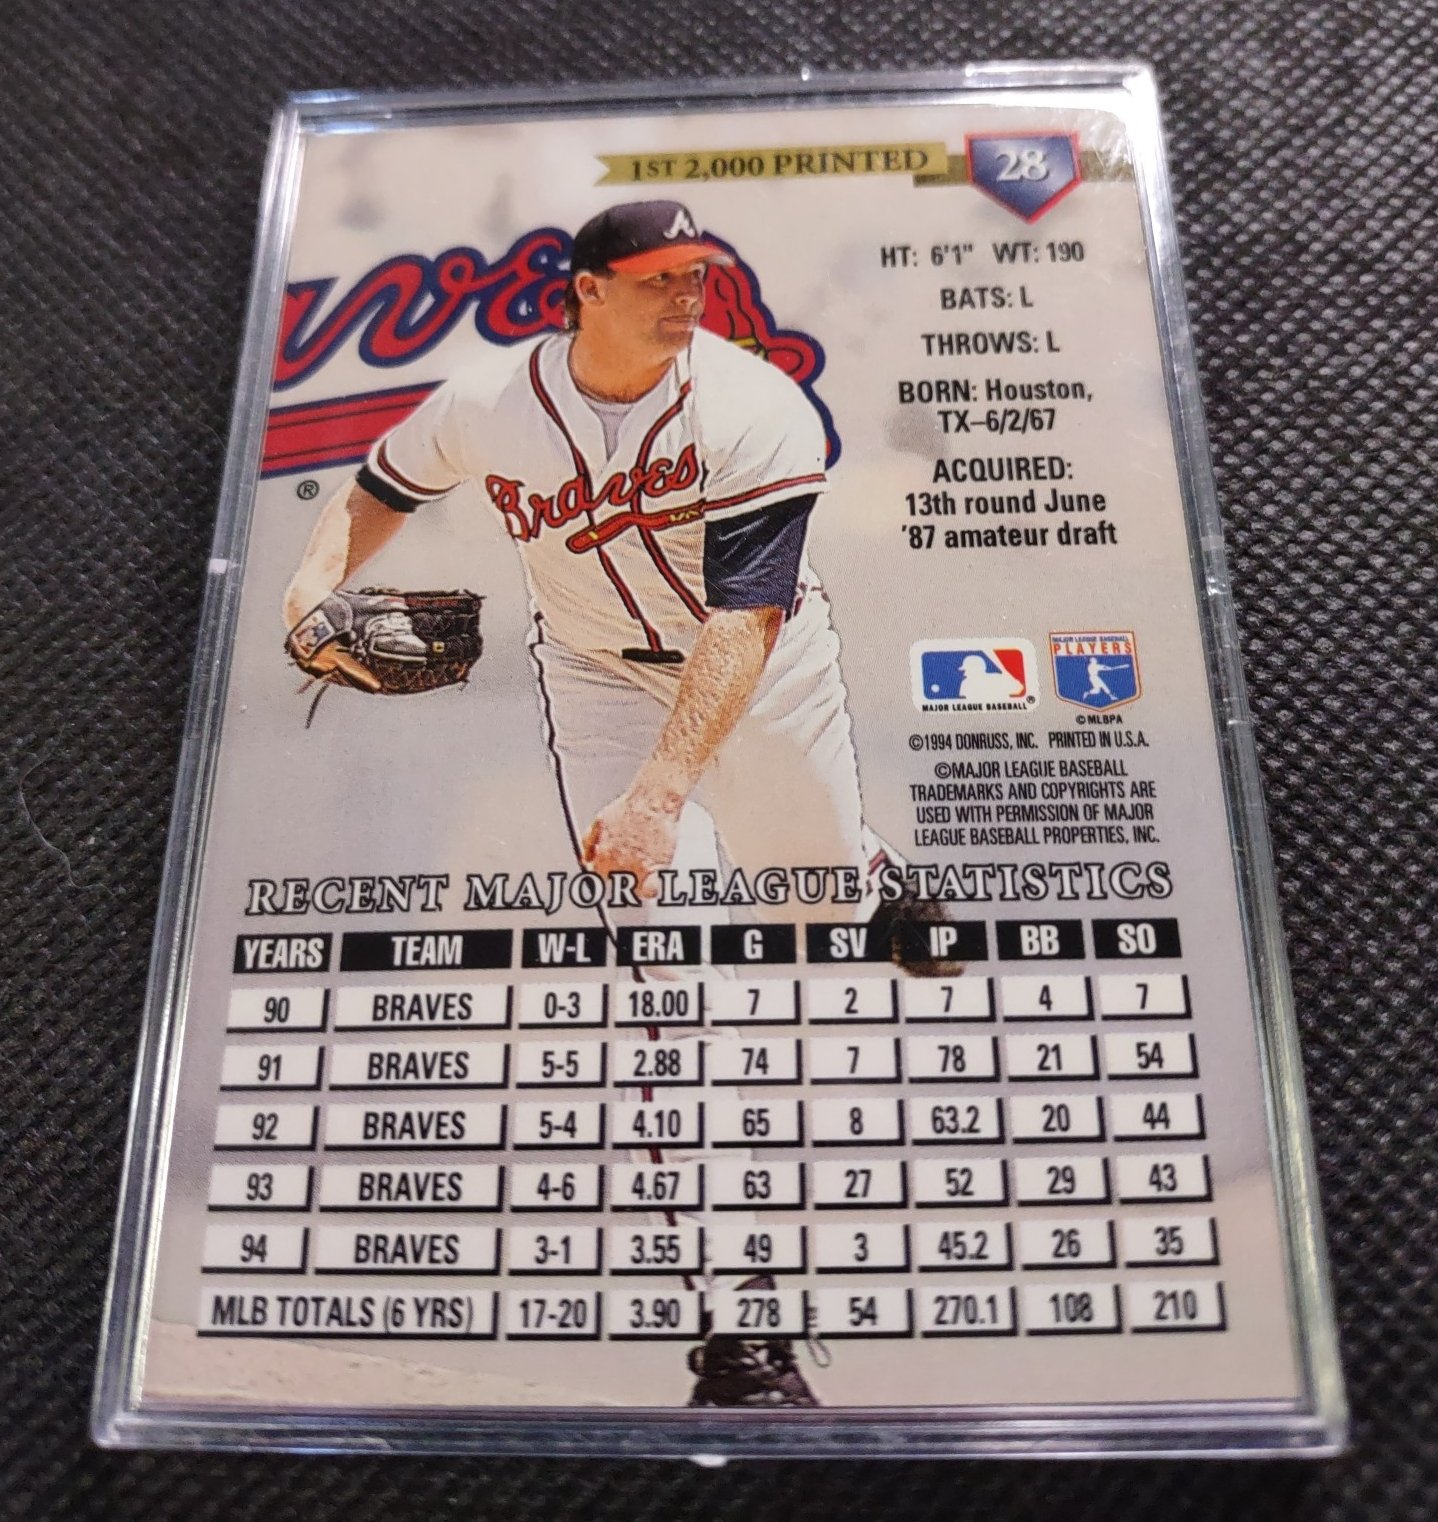 1ST 2,000 PRINTED
28
aves
A
HT: 6'1" WT: 190
BATS: L
THROWS: L
BORN: Houston,
TX–6/2/67
ACQUIRED:
13th round June
'87 amateur draft
Braves
®
MAJOR LEAGUE BASEBALL®
MAJOR LEAGUE BASEBALL
PLAYERS
© MLBPA
©1994 DONRUSS, INC. PRINTED IN U.S.A.
©MAJOR LEAGUE BASEBALL
TRADEMARKS AND COPYRIGHTS ARE
USED WITH PERMISSION OF MAJOR
LEAGUE BASEBALL PROPERTIES, INC.
RECENT MAJOR LEAGUE STATISTICS
YEARS TEAM W-L ERA G SV IP BB SO
90 BRAVES 0-3 18.00 7 2 7 4 7
91 BRAVES 5-5 2.88 74 7 78 21 54
92 BRAVES 5-4 4.10 65 8 63.2 20 44
93 BRAVES 4-6 4.67 63 27 52 29 43
94 BRAVES 3-1 3.55 49 3 45.2 26 35
MLB TOTALS (6 YRS) 17-20 3.90 278 54 270.1 108 210